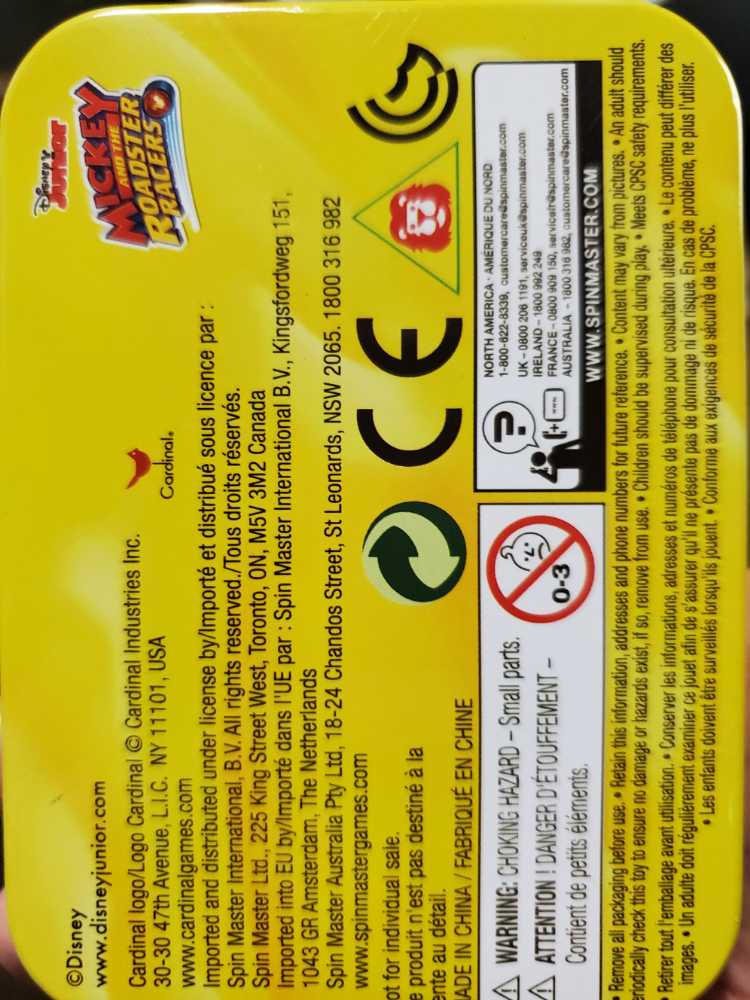 ©Disney
www.disneyjunior.com
DISNEY
JUNIOR
MICKEY
AND THE
ROADSTER
RACERS
Cardinal logo/Logo Cardinal © Cardinal Industries Inc.
30-30 47th Avenue, L.I.C. NY 11101, USA
www.cardinalgames.com
Cardinal®
Imported and distributed under license by/Importé et distribué sous licence par :
Spin Master International, B.V. All rights reserved./Tous droits réservés.
Spin Master Ltd., 225 King Street West, Toronto, ON, M5V 3M2 Canada
Imported into EU by/Importé dans l'UE par : Spin Master International B.V., Kingsfordweg 151,
1043 GR Amsterdam, The Netherlands
Spin Master Australia Pty Ltd, 18-24 Chandos Street, St Leonards, NSW 2065. 1800 316 982
www.spinmastergames.com
ot for individual sale.
e produit n'est pas destiné à la
ente au détail.
MADE IN CHINA / FABRIQUÉ EN CHINE
CE
WARNING: CHOKING HAZARD – Small parts.
ATTENTION ! DANGER D'ÉTOUFFEMENT –
Contient de petits éléments.
0-3
?
NORTH AMERICA · AMÉRIQUE DU NORD
1-800-622-8339, customercare@spinmaster.com
UK – 0800 206 1191, serviceuk@spinmaster.com
IRELAND – 1800 992 249
FRANCE – 0800 909 150, servicefr@spinmaster.com
AUSTRALIA - 1800 316 982, customercare@spinmaster.com
WWW.SPINMASTER.COM
• Remove all packaging before use. • Retain this information, addresses and phone numbers for future reference. • Content may vary from pictures. • An adult should
eriodically check this toy to ensure no damage or hazards exist, if so, remove from use. • Children should be supervised during play. • Meets CPSC safety requirements.
Retirer tout l'emballage avant utilisation. • Conserver les informations, adresses et numéros de téléphone pour consultation ultérieure. • Le contenu peut différer des
images. • Un adulte doit régulièrement examiner ce jouet afin de s'assurer qu'il ne présente pas de dommage ni de risque. En cas de problème, ne plus l'utiliser.
• Les enfants doivent être surveillés lorsqu'ils jouent. • Conforme aux exigences de sécurité de la CPSC.